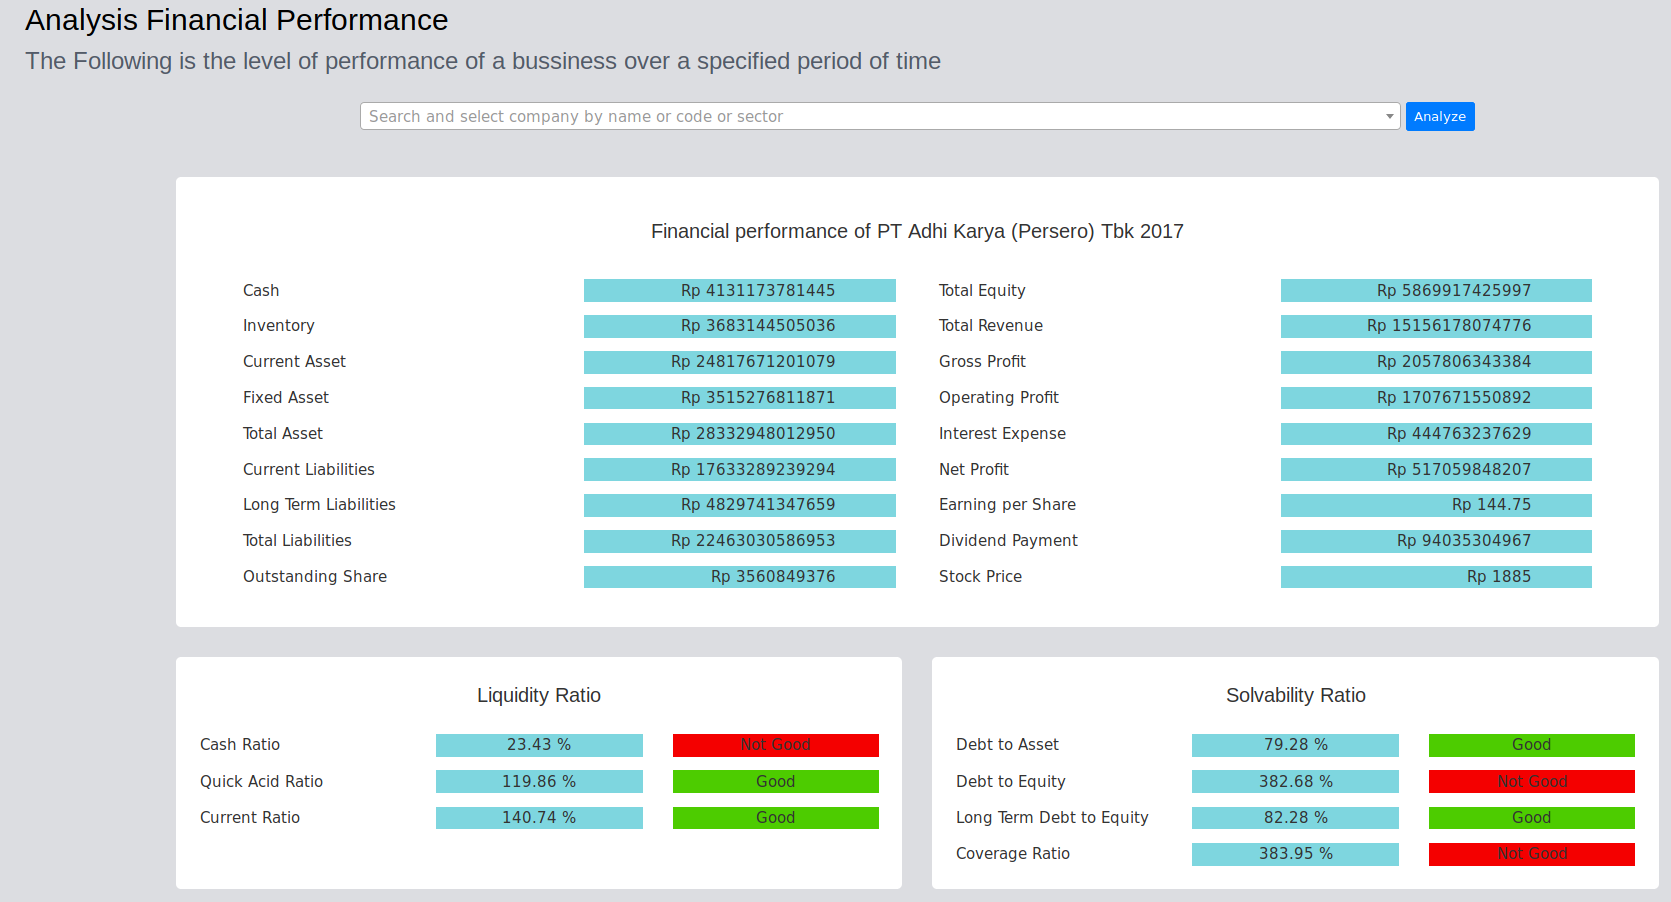 Analysis Financial Performance
The Following is the level of performance of a bussiness over a specified period of time
Search and select company by name or code or sector
Analyze
Financial performance of PT Adhi Karya (Persero) Tbk 2017
Cash Rp 4131173781445 Total Equity Rp 5869917425997
Inventory Rp 3683144505036 Total Revenue Rp 15156178074776
Current Asset Rp 24817671201079 Gross Profit Rp 2057806343384
Fixed Asset Rp 3515276811871 Operating Profit Rp 1707671550892
Total Asset Rp 28332948012950 Interest Expense Rp 444763237629
Current Liabilities Rp 17633289239294 Net Profit Rp 517059848207
Long Term Liabilities Rp 4829741347659 Earning per Share Rp 144.75
Total Liabilities Rp 22463030586953 Dividend Payment Rp 94035304967
Outstanding Share Rp 3560849376 Stock Price Rp 1885
Liquidity Ratio
Cash Ratio 23.43 % Not Good
Quick Acid Ratio 119.86 % Good
Current Ratio 140.74 % Good
Solvability Ratio
Debt to Asset 79.28 % Good
Debt to Equity 382.68 % Not Good
Long Term Debt to Equity 82.28 % Good
Coverage Ratio 383.95 % Not Good